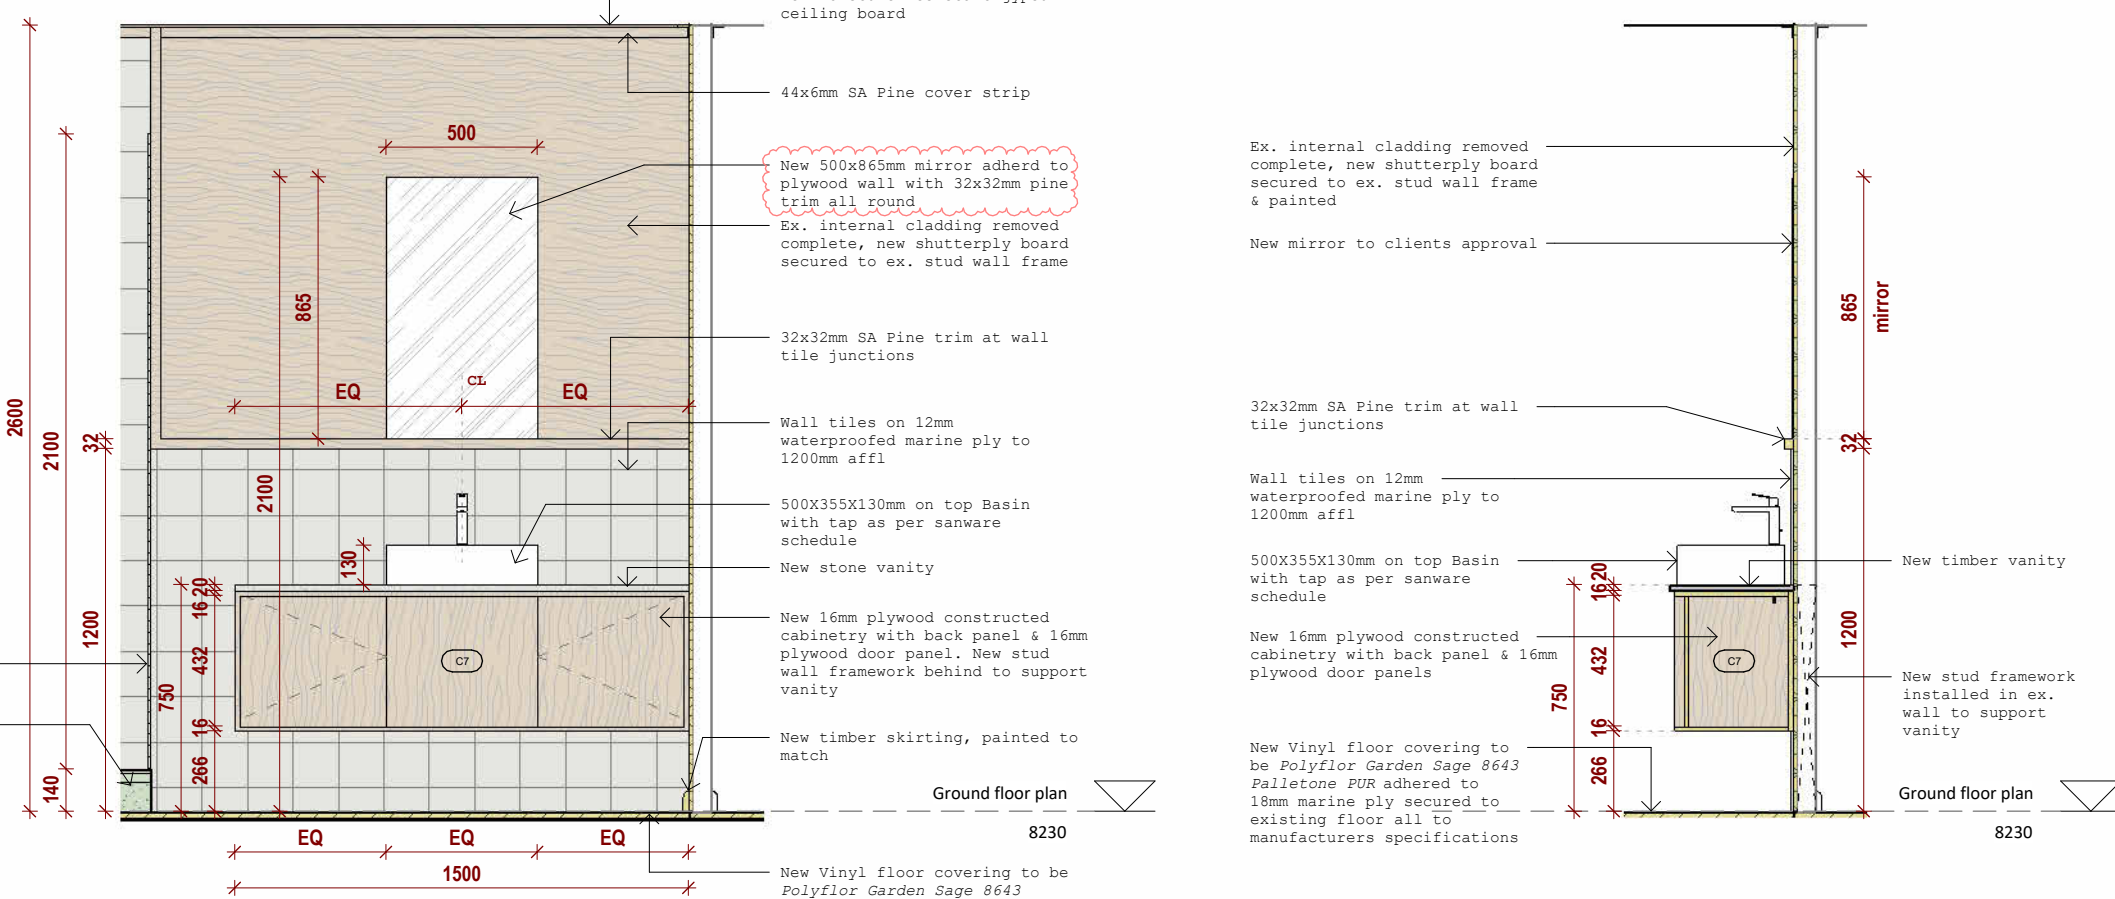 ceiling board
44x6mm SA Pine cover strip
New 500x865mm mirror adherd to
plywood wall with 32x32mm pine
trim all round
Ex. internal cladding removed
complete, new shutterply board
secured to ex. stud wall frame
32x32mm SA Pine trim at wall
tile junctions
Wall tiles on 12mm
waterproofed marine ply to
1200mm affl
500X355X130mm on top Basin
with tap as per sanware
schedule
New stone vanity
New 16mm plywood constructed
cabinetry with back panel & 16mm
plywood door panel. New stud
wall framework behind to support
vanity
New timber skirting, painted to
match
Ground floor plan
8230
New Vinyl floor covering to be
Polyflor Garden Sage 8643
2600
2100
140
32
1200
750
20
16
432
16
266
2100
865
500
EQ
CL
EQ
130
C7
EQ
EQ
EQ
1500
Ex. internal cladding removed
complete, new shutterply board
secured to ex. stud wall frame
& painted
New mirror to clients approval
32x32mm SA Pine trim at wall
tile junctions
Wall tiles on 12mm
waterproofed marine ply to
1200mm affl
500X355X130mm on top Basin
with tap as per sanware
schedule
New 16mm plywood constructed
cabinetry with back panel & 16mm
plywood door panels
New Vinyl floor covering to
be Polyflor Garden Sage 8643
Palletone PUR adhered to
18mm marine ply secured to
existing floor all to
manufacturers specifications
750
20
16
432
16
266
C7
865
mirror
32
1200
New timber vanity
New stud framework
installed in ex.
wall to support
vanity
Ground floor plan
8230